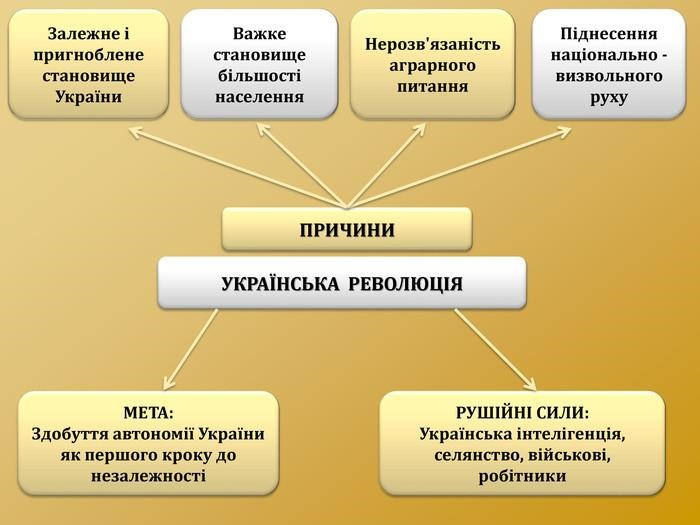 Залежне і
пригноблене
становище
України
Важке
становище
більшості
населення
Нерозв'язаність
аграрного
питання
Піднесення
національно -
визвольного
руху
ПРИЧИНИ
УКРАЇНСЬКА РЕВОЛЮЦІЯ
МЕТА:
Здобуття автономії України
як першого кроку до
незалежності
РУШІЙНІ СИЛИ:
Українська інтелігенція,
селянство, військові,
робітники